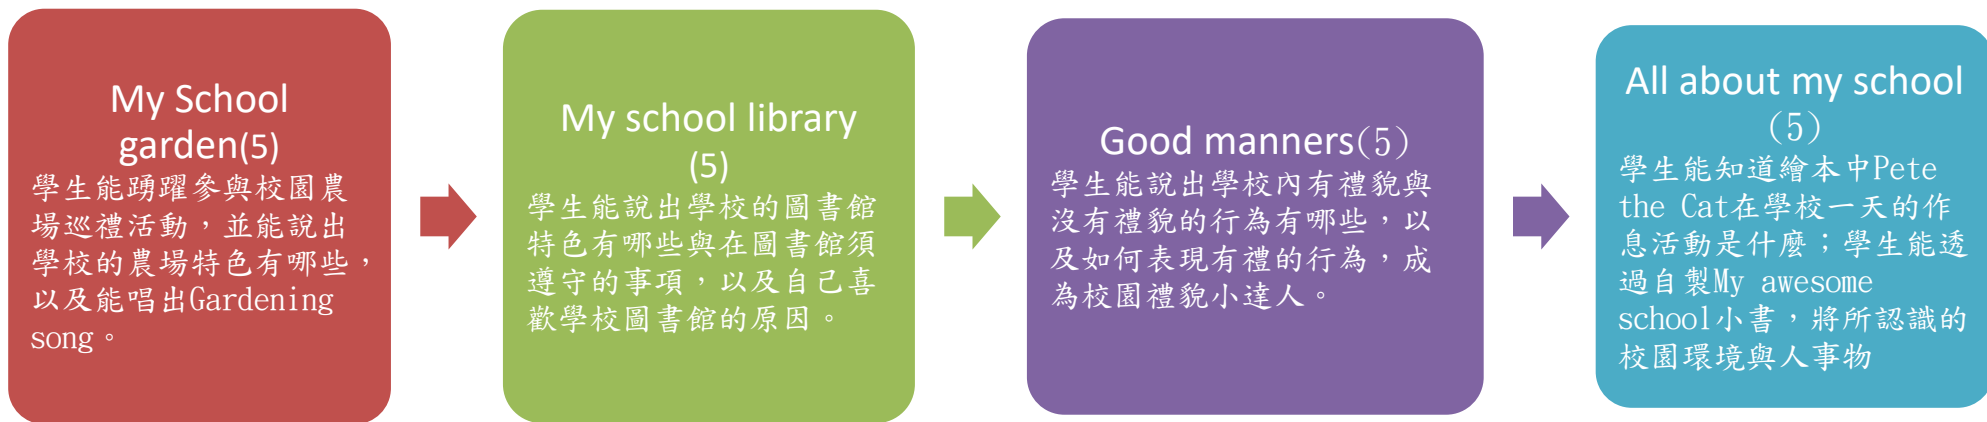 My School
garden(5)
學生能踴躍參與校園農
場巡禮活動，並能說出
學校的農場特色有哪些，
以及能唱出Gardening
song。
My school library
(5)
學生能說出學校的圖書館
特色有哪些與在圖書館須
遵守的事項，以及自己喜
歡學校圖書館的原因。
Good manners(5)
學生能說出學校內有禮貌與
沒有禮貌的行為有哪些，以
及如何表現有禮的行為，成
為校園禮貌小達人。
All about my school
(5)
學生能知道繪本中Pete
the Cat在學校一天的作
息活動是什麼；學生能透
過自製My awesome
school小書，將所認識的
校園環境與人事物